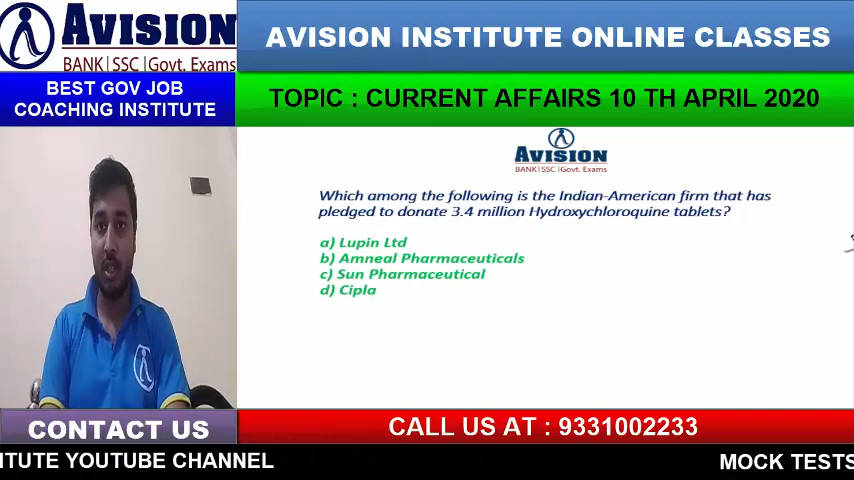 AVISION
BANK|SSC|Govt. Exams
AVISION INSTITUTE ONLINE CLASSES
BEST GOV JOB
COACHING INSTITUTE
TOPIC : CURRENT AFFAIRS 10 TH APRIL 2020
AVISION
BANK|SSC|Govt. Exams
Which among the following is the Indian-American firm that has
pledged to donate 3.4 million Hydroxychloroquine tablets?
a) Lupin Ltd
b) Amneal Pharmaceuticals
c) Sun Pharmaceutical
d) Cipla
CONTACT US
CALL US AT : 9331002233
ITUTE YOUTUBE CHANNEL
MOCK TESTS